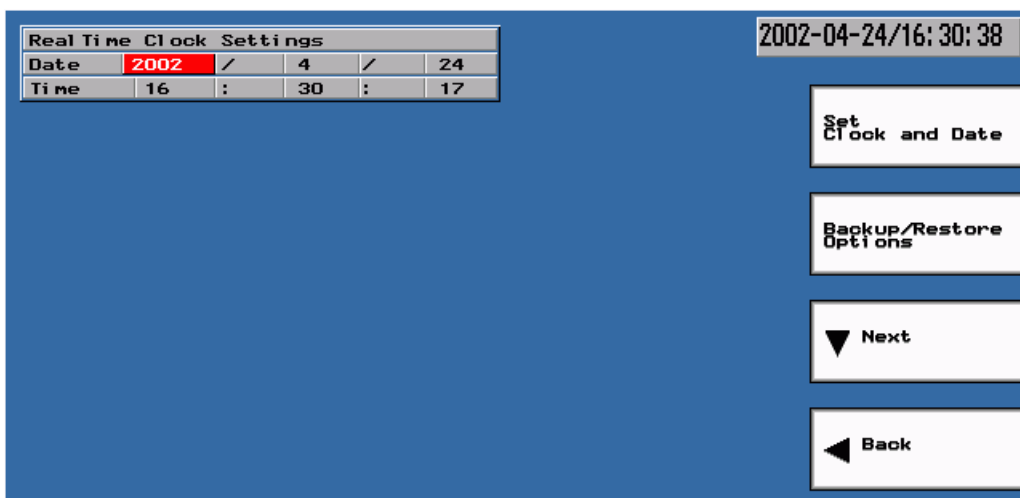 Real Time Clock Settings
2002-04-24/16:30:38
Date 2002 / 4 / 24
Time 16 : 30 : 17
Set
Clock and Date
Backup/Restore
Options
Next
Back